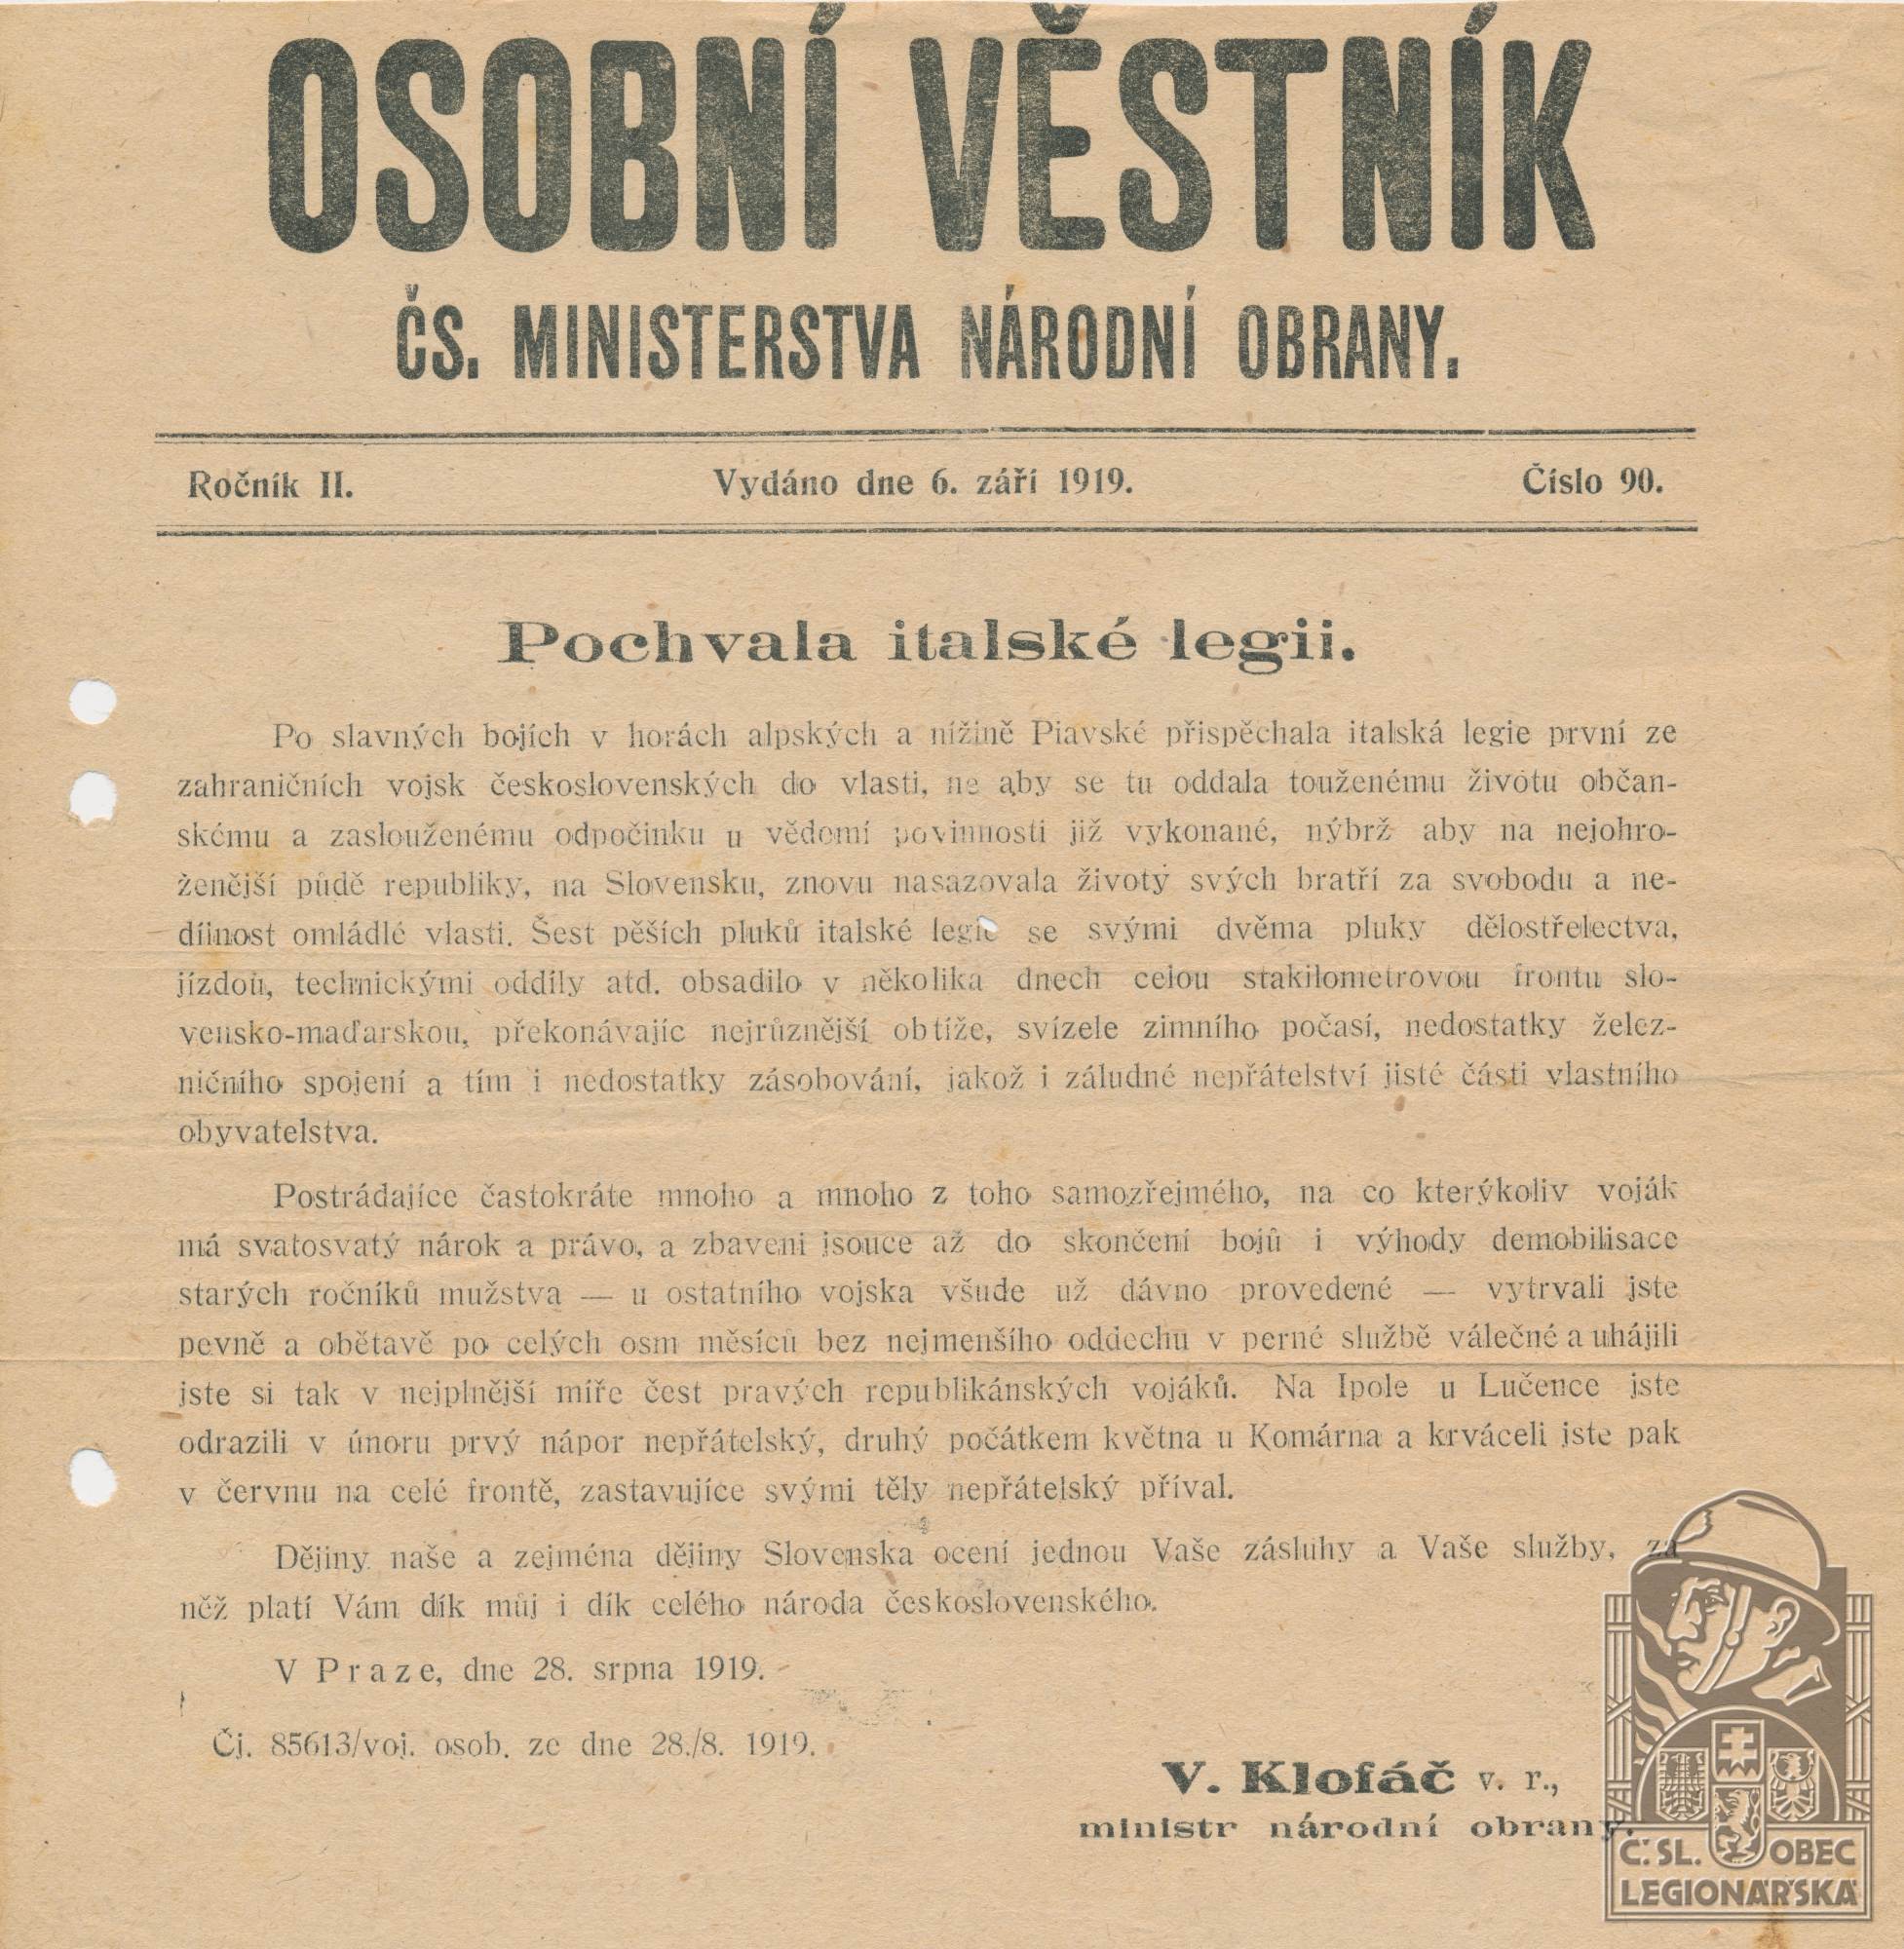 OSOBNÍ VĚSTNÍK
ČS. MINISTERSTVA NÁRODNÍ OBRANY.
Ročník II. Vydáno dne 6. září 1919. Číslo 90.
Pochvala italské legii.
Po slavných bojích v horách alpských a nížině Piavské přispěchala italská legie první ze
zahraničních vojsk československých do vlasti, ne aby se tu oddala touženému životu občan-
skému a zaslouženému odpočinku u vědomí povinnosti již vykonané, nýbrž aby na nejohro-
ženější půdě republiky, na Slovensku, znovu nasazovala životy svých bratří za svobodu a ne-
dílnost omládlé vlasti. Šest pěších pluků italské legie se svými dvěma pluky dělostřelectva,
jízdou, technickými oddíly atd. obsadilo v několika dnech celou stakilometrovou frontu slo-
vensko-maďarskou, překonávajíc nejrůznější obtíže, svízele zimního počasí, nedostatky želez-
ničního spojení a tím i nedostatky zásobování, jakož i záludné nepřátelství jisté části vlastního
obyvatelstva.
Postrádajíce častokráte mnoho a mnoho z toho samozřejmého, na co kterýkoliv voják
má svatosvatý nárok a právo, a zbaveni jsouce až do skončení bojů i výhody demobilisace
starých ročníků mužstva — u ostatního vojska všude už dávno provedené — vytrvali jste
pevně a obětavě po celých osm měsíců bez nejmenšího oddechu v perné službě válečné a uhájili
jste si tak v nejplnější míře čest pravých republikánských vojáků. Na Ipole u Lučence jste
odrazili v únoru prvý nápor nepřátelský, druhý počátkem května u Komárna a krváceli jste pak
v červnu na celé frontě, zastavujíce svými těly nepřátelský příval.
Dějiny naše a zejména dějiny Slovenska ocení jednou Vaše zásluhy a Vaše služby, za
něž platí Vám dík můj i dík celého národa československého.
V Praze, dne 28. srpna 1919.
Čj. 85613/voj. osob. ze dne 28./8. 1919.
V. Klofáč v. r.,
ministr národní obrany.
Č. SL. OBEC
LEGIONÁŘSKÁ